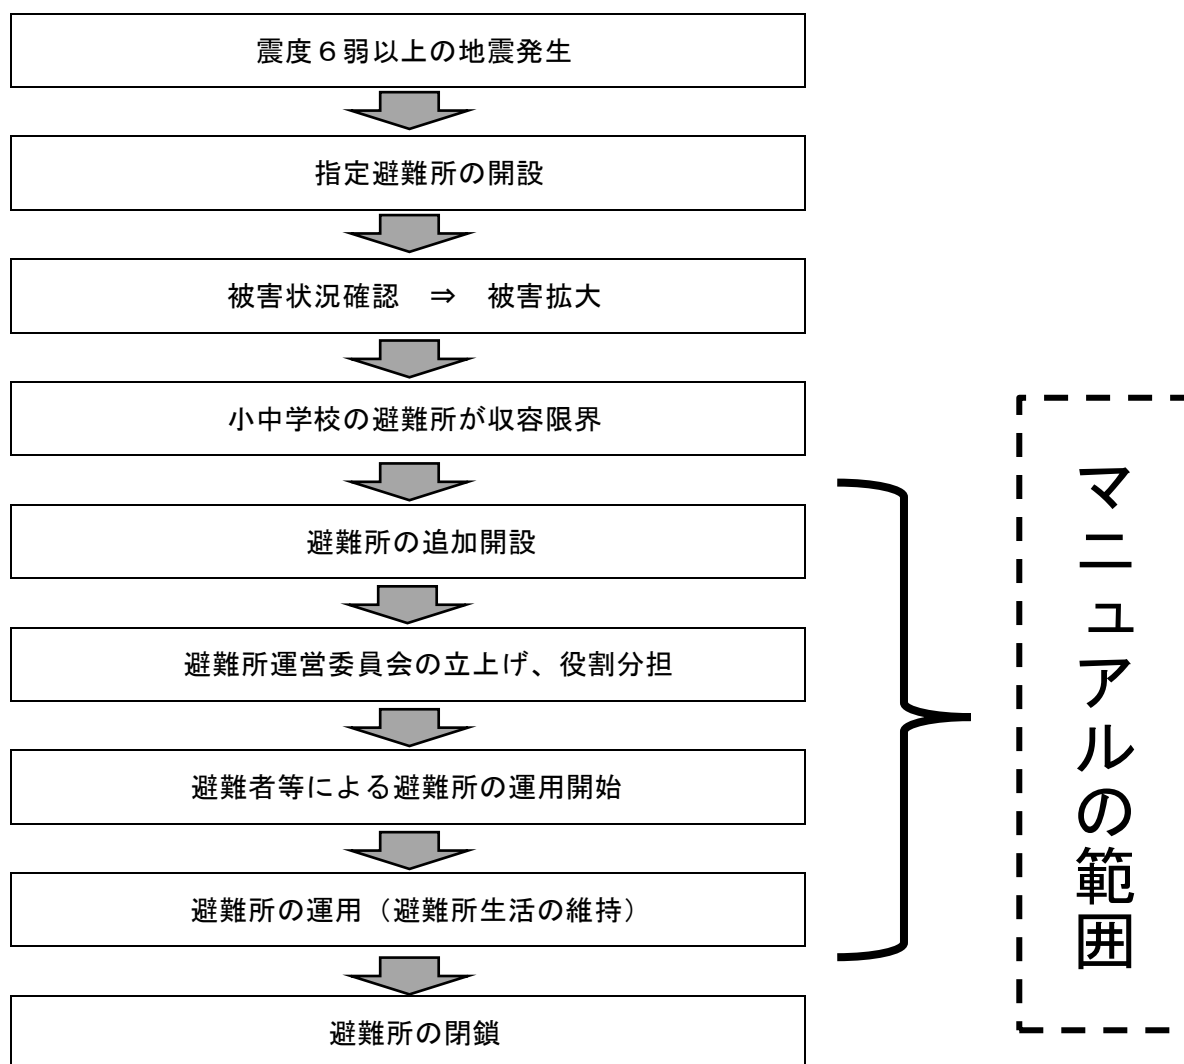 震度６弱以上の地震発生
指定避難所の開設
被害状況確認　⇒　被害拡大
小中学校の避難所が収容限界
避難所の追加開設
避難所運営委員会の立上げ、役割分担
避難者等による避難所の運用開始
避難所の運用（避難所生活の維持）
避難所の閉鎖
マニュアルの範囲